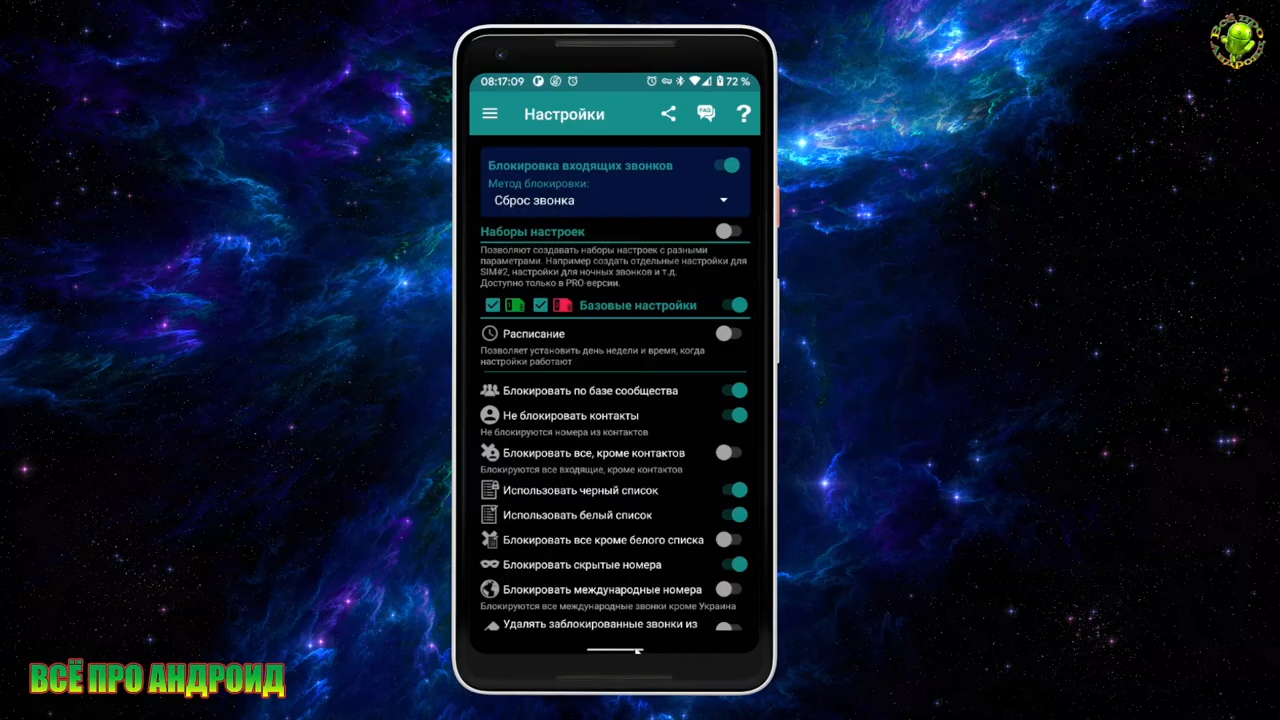 Всё про Андроид
08:17:09 72 %
Настройки FAQ ?
Блокировка входящих звонков
Метод блокировки:
Сброс звонка
Наборы настроек
Позволяют создавать наборы настроек с разными
параметрами. Например создать отдельные настройки для
SIM#2, настройки для ночных звонков и т.д.
Доступно только в PRO-версии.
Базовые настройки
Расписание
Позволяет установить день недели и время, когда
настройки работают
Блокировать по базе сообщества
Не блокировать контакты
Не блокируются номера из контактов
Блокировать все, кроме контактов
Блокируются все входящие, кроме контактов
Использовать черный список
Использовать белый список
Блокировать все кроме белого списка
Блокировать скрытые номера
Блокировать международные номера
Блокируются все международные звонки кроме Украина
Удалять заблокированные звонки из
ВСЁ ПРО АНДРОИД